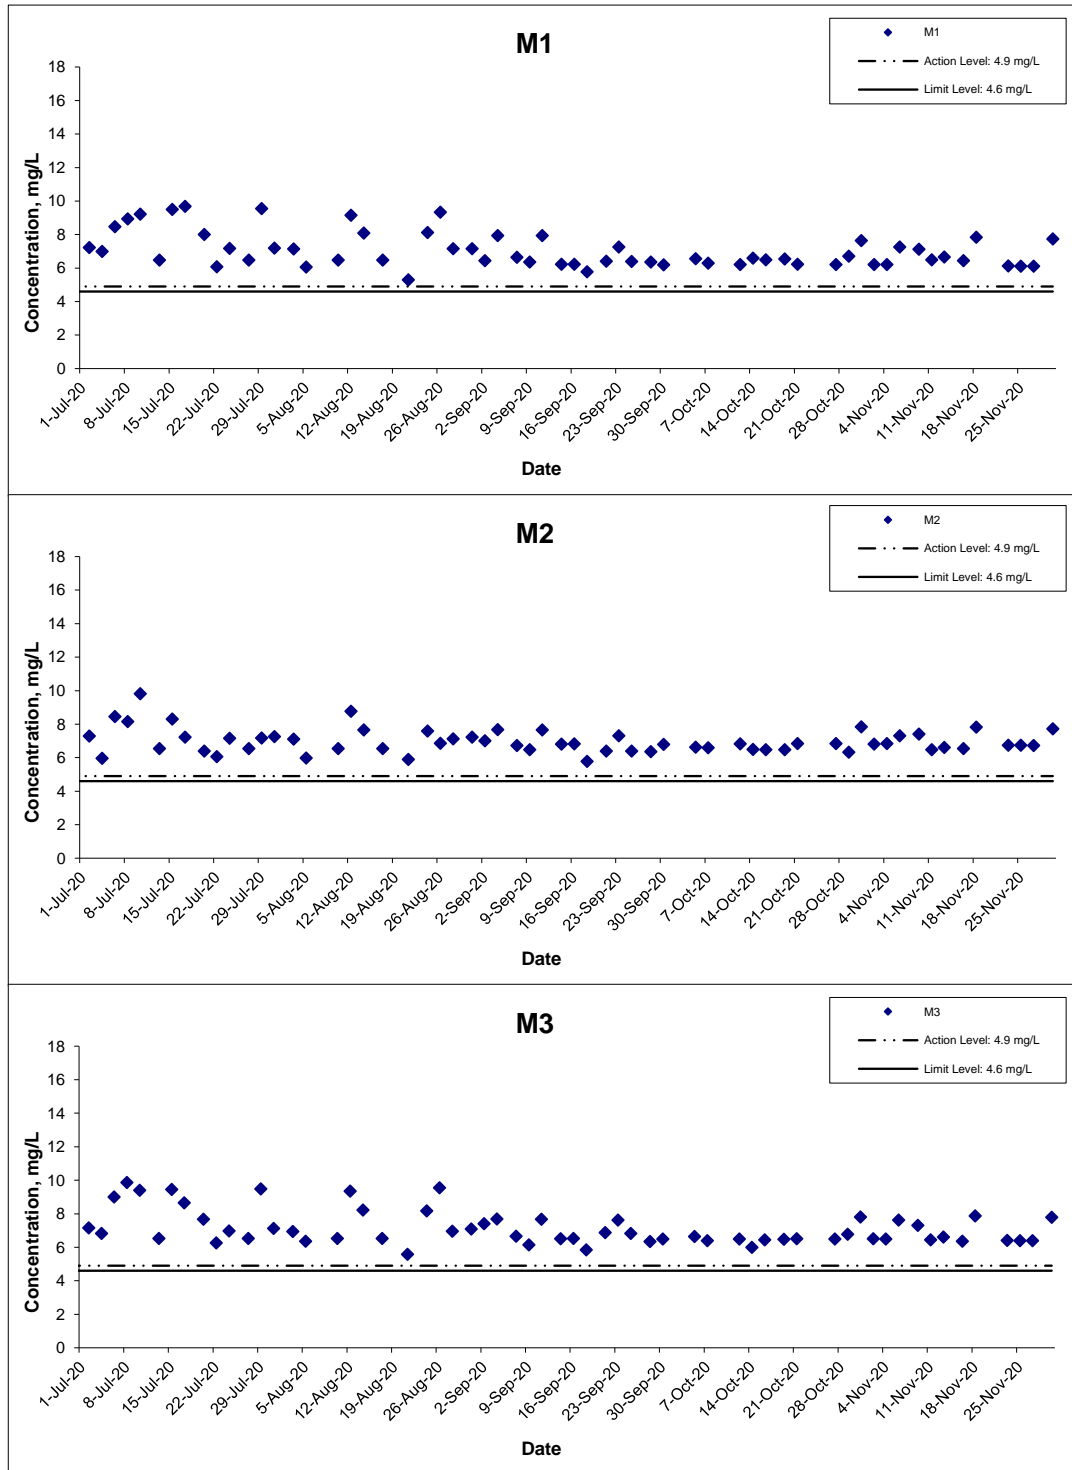 M1
M1
Action Level: 4.9 mg/L
Limit Level: 4.6 mg/L
Concentration, mg/L
18
16
14
12
10
8
6
4
2
0
1-Jul-20
8-Jul-20
15-Jul-20
22-Jul-20
29-Jul-20
5-Aug-20
12-Aug-20
19-Aug-20
26-Aug-20
2-Sep-20
9-Sep-20
16-Sep-20
23-Sep-20
30-Sep-20
7-Oct-20
14-Oct-20
21-Oct-20
28-Oct-20
4-Nov-20
11-Nov-20
18-Nov-20
25-Nov-20
Date
M2
M2
Action Level: 4.9 mg/L
Limit Level: 4.6 mg/L
Concentration, mg/L
18
16
14
12
10
8
6
4
2
0
1-Jul-20
8-Jul-20
15-Jul-20
22-Jul-20
29-Jul-20
5-Aug-20
12-Aug-20
19-Aug-20
26-Aug-20
2-Sep-20
9-Sep-20
16-Sep-20
23-Sep-20
30-Sep-20
7-Oct-20
14-Oct-20
21-Oct-20
28-Oct-20
4-Nov-20
11-Nov-20
18-Nov-20
25-Nov-20
Date
M3
M3
Action Level: 4.9 mg/L
Limit Level: 4.6 mg/L
Concentration, mg/L
18
16
14
12
10
8
6
4
2
0
1-Jul-20
8-Jul-20
15-Jul-20
22-Jul-20
29-Jul-20
5-Aug-20
12-Aug-20
19-Aug-20
26-Aug-20
2-Sep-20
9-Sep-20
16-Sep-20
23-Sep-20
30-Sep-20
7-Oct-20
14-Oct-20
21-Oct-20
28-Oct-20
4-Nov-20
11-Nov-20
18-Nov-20
25-Nov-20
Date